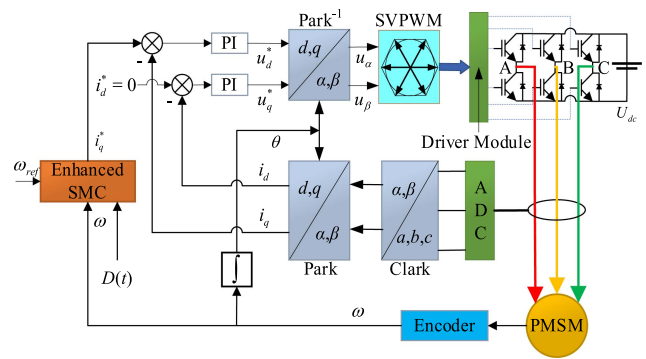 Park⁻¹
SVPWM
-
PI
u_d^*
d,q
α,β
u_α
i_d^* = 0
-
PI
u_q^*
u_β
A
B
C
U_dc
Driver Module
θ
i_q^*
ω_ref
Enhanced
SMC
ω
D(t)
i_d
i_q
d,q
α,β
Park
α,β
a,b,c
Clark
A
D
C
∫
ω
Encoder
PMSM